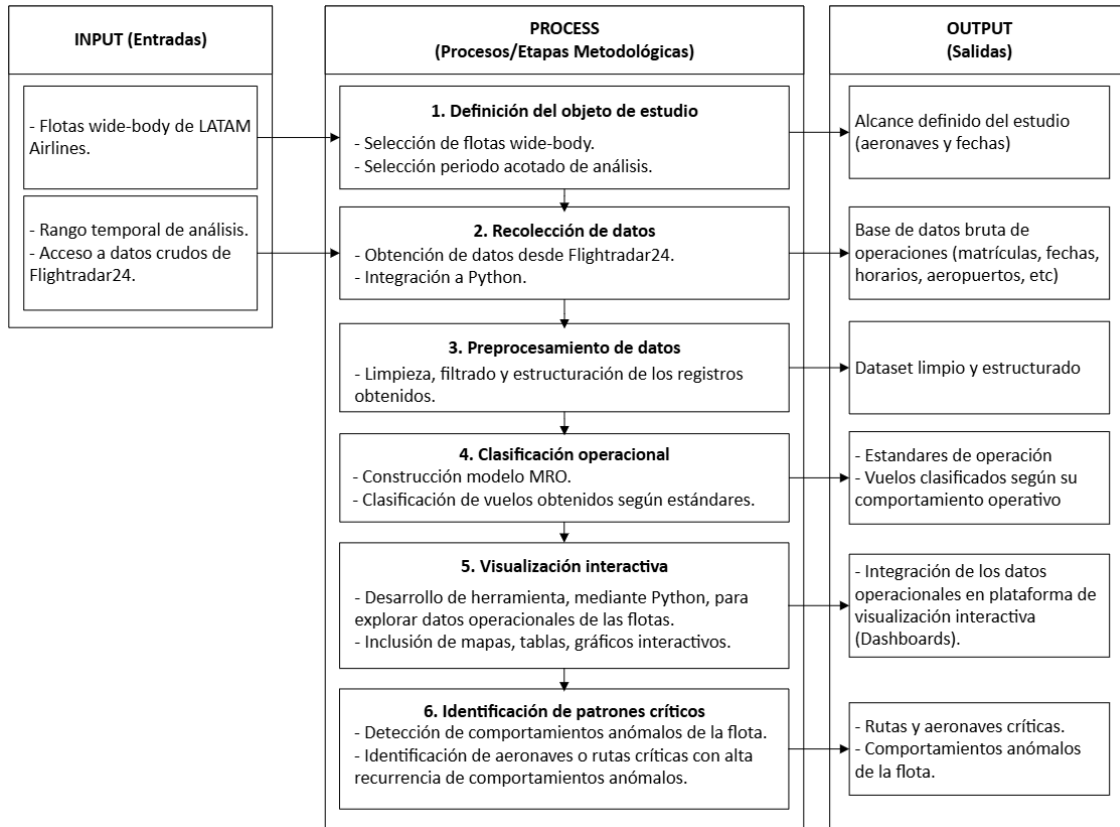 INPUT (Entradas)
- Flotas wide-body de LATAM
Airlines.
- Rango temporal de análisis.
- Acceso a datos crudos de
Flightradar24.
PROCESS
(Procesos/Etapas Metodológicas)
1. Definición del objeto de estudio
- Selección de flotas wide-body.
- Selección periodo acotado de análisis.
2. Recolección de datos
- Obtención de datos desde Flightradar24.
- Integración a Python.
3. Preprocesamiento de datos
- Limpieza, filtrado y estructuración de los registros
obtenidos.
4. Clasificación operacional
- Construcción modelo MRO.
- Clasificación de vuelos obtenidos según estándares.
5. Visualización interactiva
- Desarrollo de herramienta, mediante Python, para
explorar datos operacionales de las flotas.
- Inclusión de mapas, tablas, gráficos interactivos.
6. Identificación de patrones críticos
- Detección de comportamientos anómalos de la flota.
- Identificación de aeronaves o rutas críticas con alta
recurrencia de comportamientos anómalos.
OUTPUT
(Salidas)
Alcance definido del estudio
(aeronaves y fechas)
Base de datos bruta de
operaciones (matrículas, fechas,
horarios, aeropuertos, etc)
Dataset limpio y estructurado
- Estandares de operación
- Vuelos clasificados según su
comportamiento operativo
- Integración de los datos
operacionales en plataforma de
visualización interactiva
(Dashboards).
- Rutas y aeronaves críticas.
- Comportamientos anómalos
de la flota.